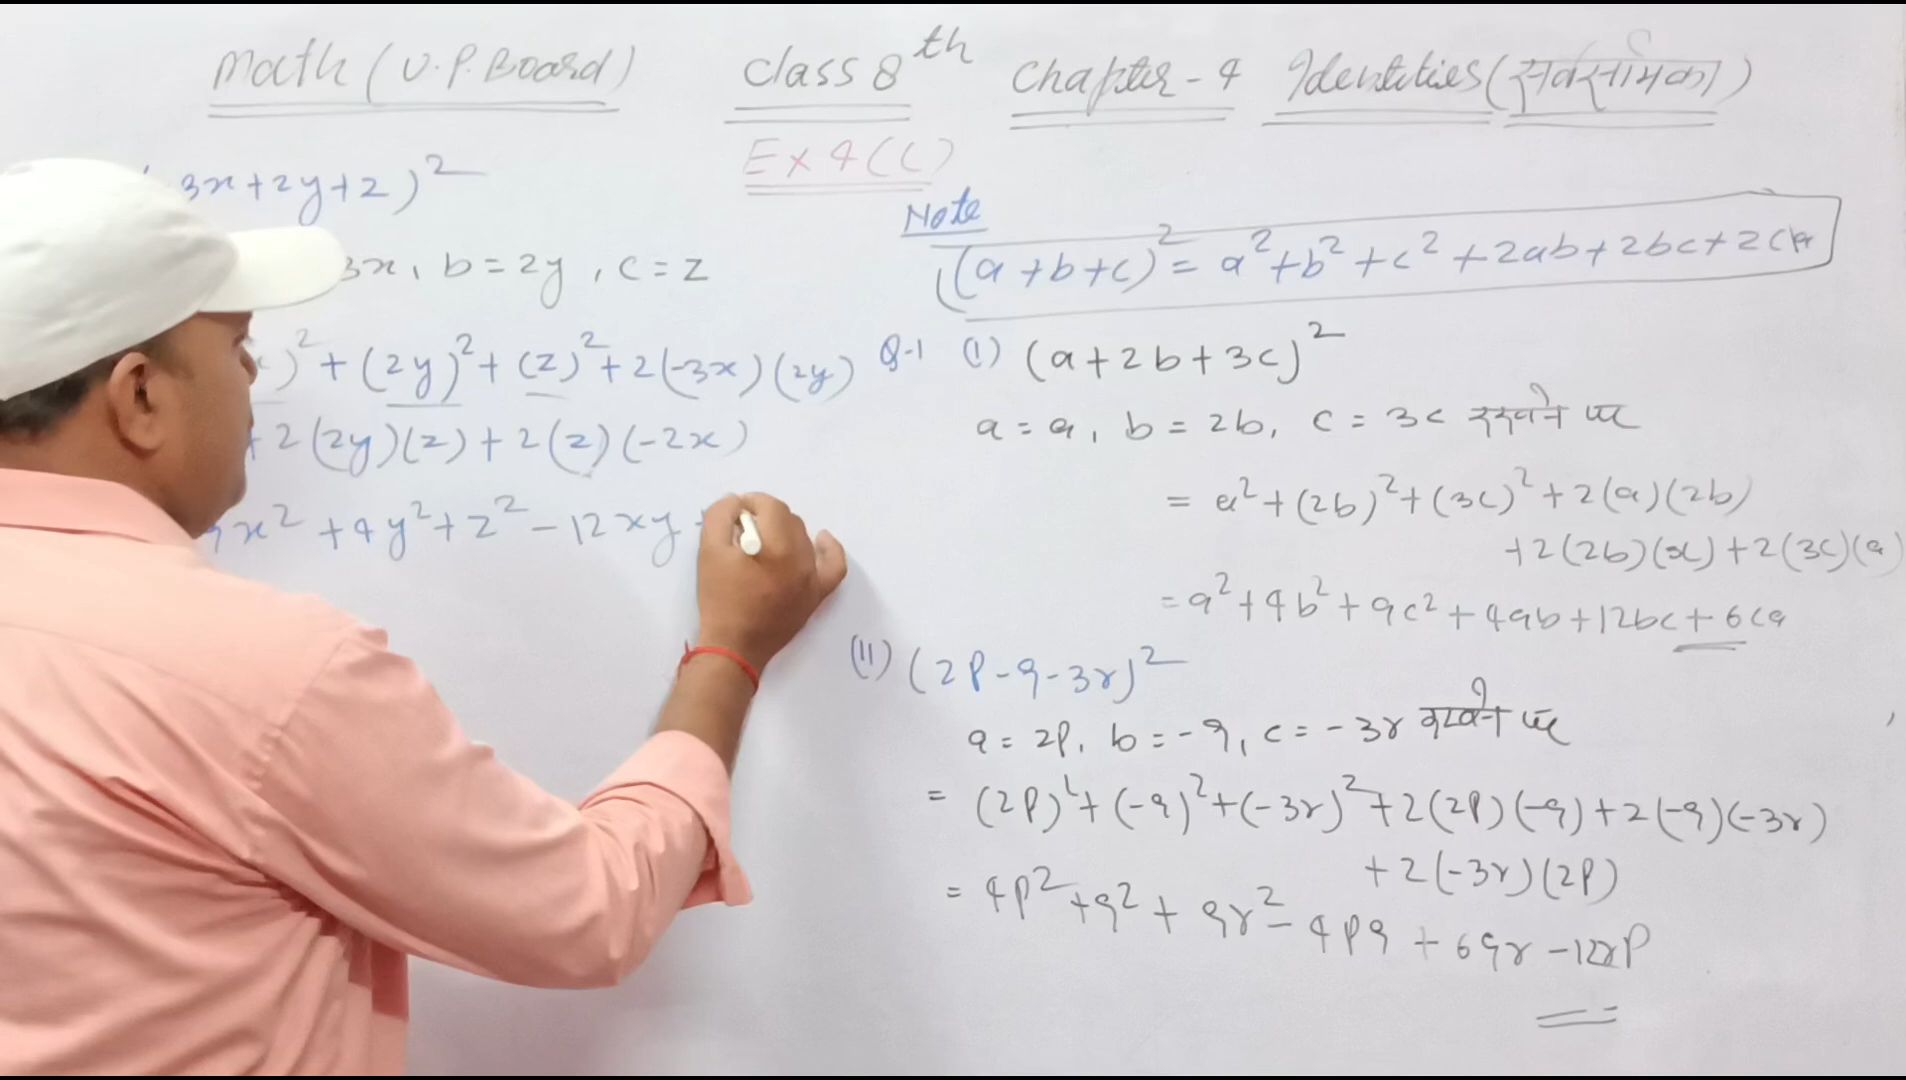 Math (U.P. Board) Class 8th Chapter-4 Identities (सर्वसमिका)
Ex 4(C)
3x+2y+z)²
3x, b=2y, c=z
)²+(2y)²+(z)²+2(-3x)(2y)
+2(2y)(z)+2(z)(-2x)
9x²+4y²+z²-12xy
Note
(a+b+c)²=a²+b²+c²+2ab+2bc+2ca
Q-1 (I) (a+2b+3c)²
a=a, b=2b, c=3c रखने पर
=a²+(2b)²+(3c)²+2(a)(2b)
+2(2b)(3c)+2(3c)(a)
=a²+4b²+9c²+4ab+12bc+6ca
(II) (2P-q-3r)²
a=2P, b=-q, c=-3r रखने पर
=(2P)²+(-q)²+(-3r)²+2(2P)(-q)+2(-q)(-3r)
+2(-3r)(2P)
=4P²+q²+9r²-4Pq+6qr-12rP